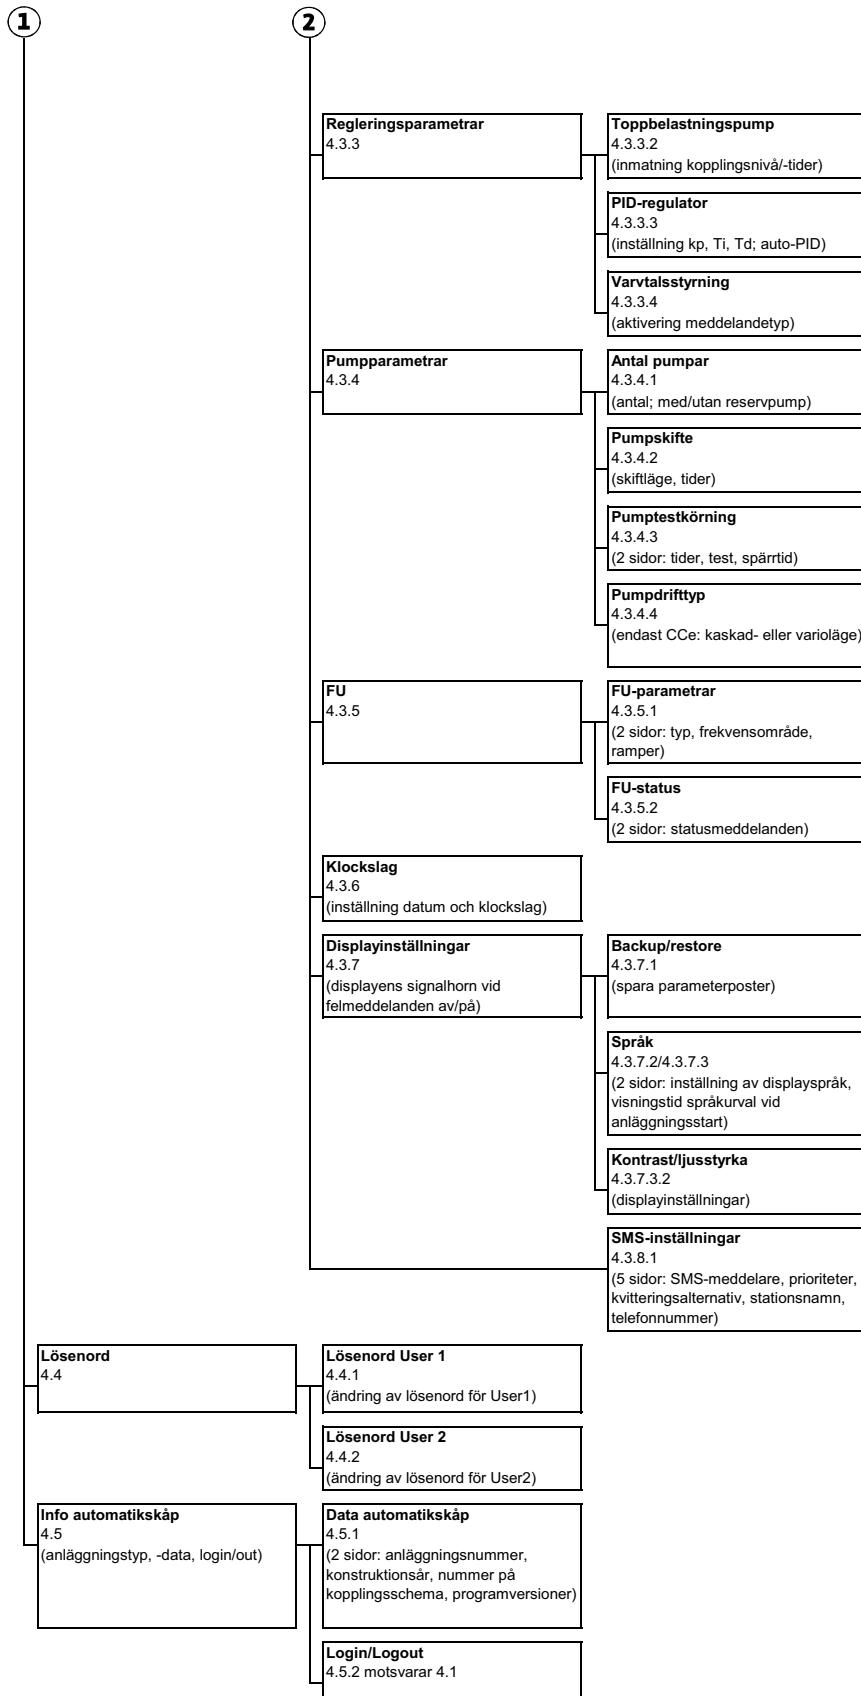 1
2
Regleringsparametrar
4.3.3
Toppbelastningspump
4.3.3.2
(inmatning kopplingsnivå/-tider)
PID-regulator
4.3.3.3
(inställning kp, Ti, Td; auto-PID)
Varvtalsstyrning
4.3.3.4
(aktivering meddelandetyp)
Pumpparametrar
4.3.4
Antal pumpar
4.3.4.1
(antal; med/utan reservpump)
Pumpskifte
4.3.4.2
(skiftläge, tider)
Pumptestkörning
4.3.4.3
(2 sidor: tider, test, spärrtid)
Pumpdrifttyp
4.3.4.4
(endast CCe: kaskad- eller varioläge)
FU
4.3.5
FU-parametrar
4.3.5.1
(2 sidor: typ, frekvensområde,
ramper)
FU-status
4.3.5.2
(2 sidor: statusmeddelanden)
Klockslag
4.3.6
(inställning datum och klockslag)
Displayinställningar
4.3.7
(displayens signalhorn vid
felmeddelanden av/på)
Backup/restore
4.3.7.1
(spara parameterposter)
Språk
4.3.7.2/4.3.7.3
(2 sidor: inställning av displayspråk,
visningstid språkurval vid
anläggningsstart)
Kontrast/ljusstyrka
4.3.7.3.2
(displayinställningar)
SMS-inställningar
4.3.8.1
(5 sidor: SMS-meddelare, prioriteter,
kvitteringsalternativ, stationsnamn,
telefonnummer)
Lösenord
4.4
Lösenord User 1
4.4.1
(ändring av lösenord för User1)
Lösenord User 2
4.4.2
(ändring av lösenord för User2)
Info automatikskåp
4.5
(anläggningstyp, -data, login/out)
Data automatikskåp
4.5.1
(2 sidor: anläggningsnummer,
konstruktionsår, nummer på
kopplingsschema, programversioner)
Login/Logout
4.5.2 motsvarar 4.1